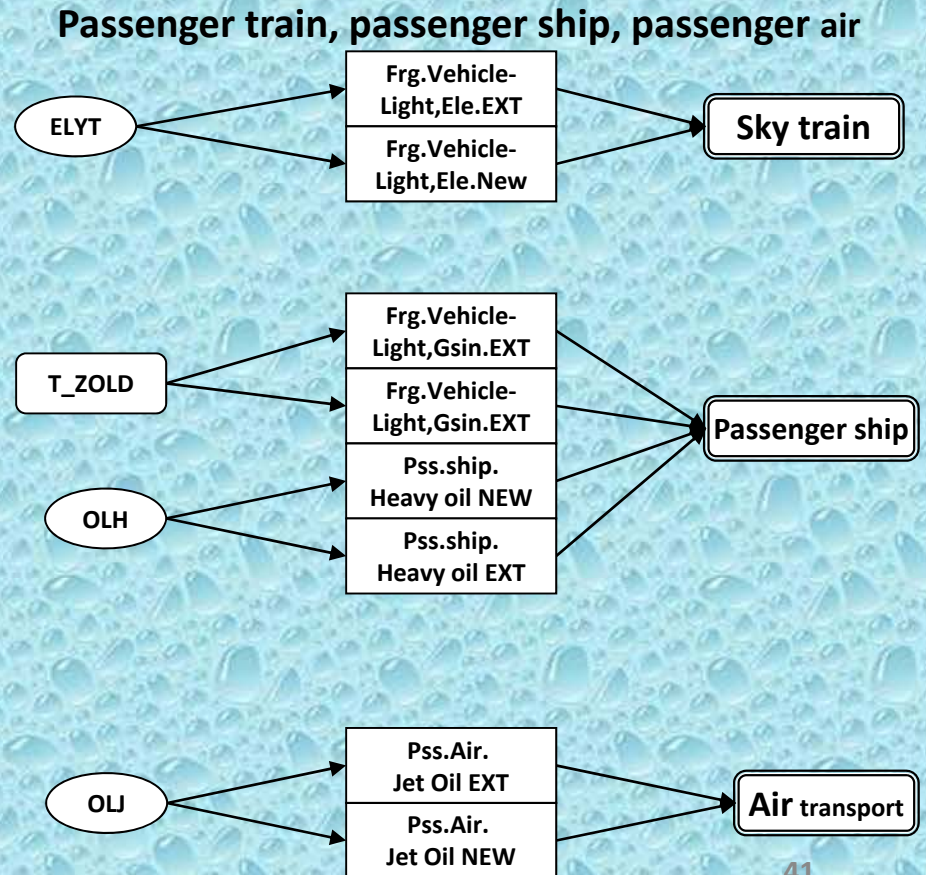 Passenger train, passenger ship, passenger air
ELYT
Frg.Vehicle-
Light,Ele.EXT
Frg.Vehicle-
Light,Ele.New
Sky train
T_ZOLD
Frg.Vehicle-
Light,Gsin.EXT
Frg.Vehicle-
Light,Gsin.EXT
OLH
Pss.ship.
Heavy oil NEW
Pss.ship.
Heavy oil EXT
Passenger ship
OLJ
Pss.Air.
Jet Oil EXT
Pss.Air.
Jet Oil NEW
Air transport
41